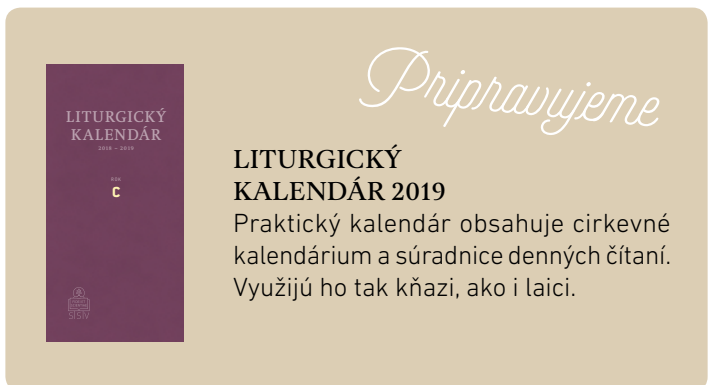 Pripravujeme
LITURGICKÝ
KALENDÁR
2018 – 2019
ROK
C
SSV
LITURGICKÝ
KALENDÁR 2019
Praktický kalendár obsahuje cirkevné
kalendárium a súradnice denných čítaní.
Využijú ho tak kňazi, ako i laici.